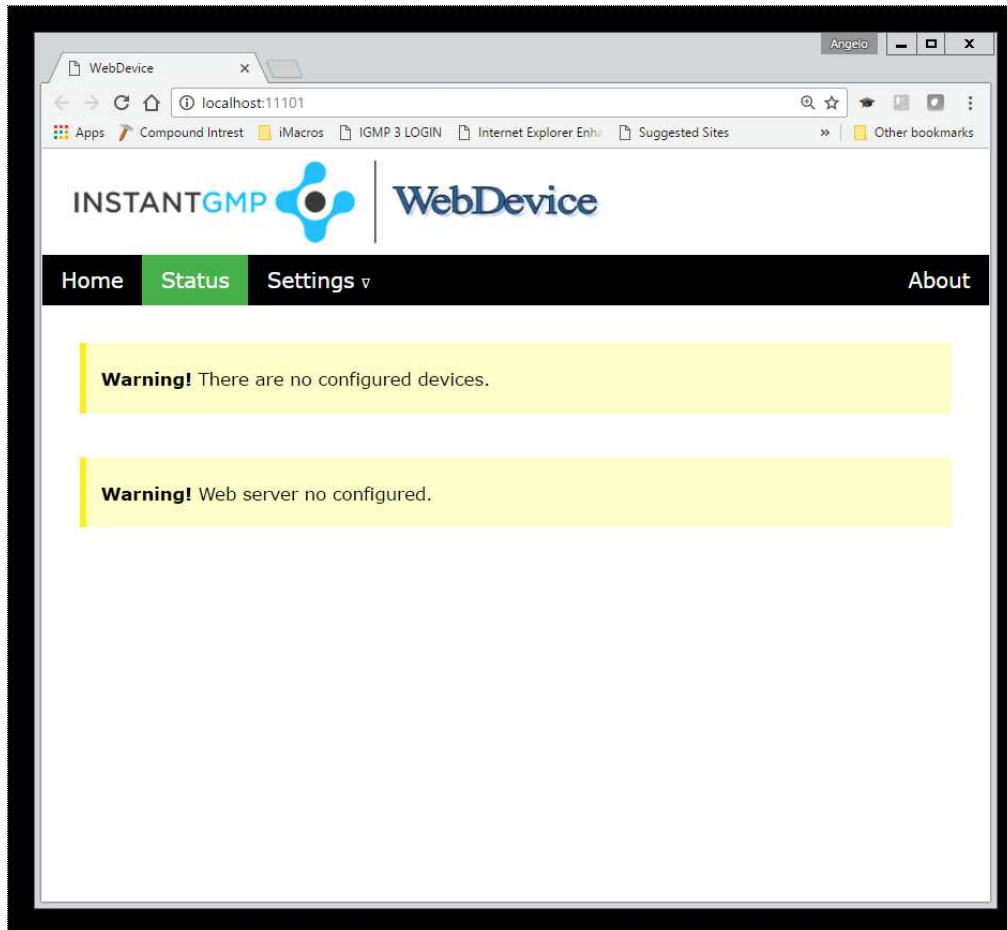 Angelo
WebDevice
localhost:11101
Apps Compound Intrest iMacros IGMP 3 LOGIN Internet Explorer Enha Suggested Sites » Other bookmarks
INSTANTGMP WebDevice
Home Status Settings About
Warning! There are no configured devices.
Warning! Web server no configured.